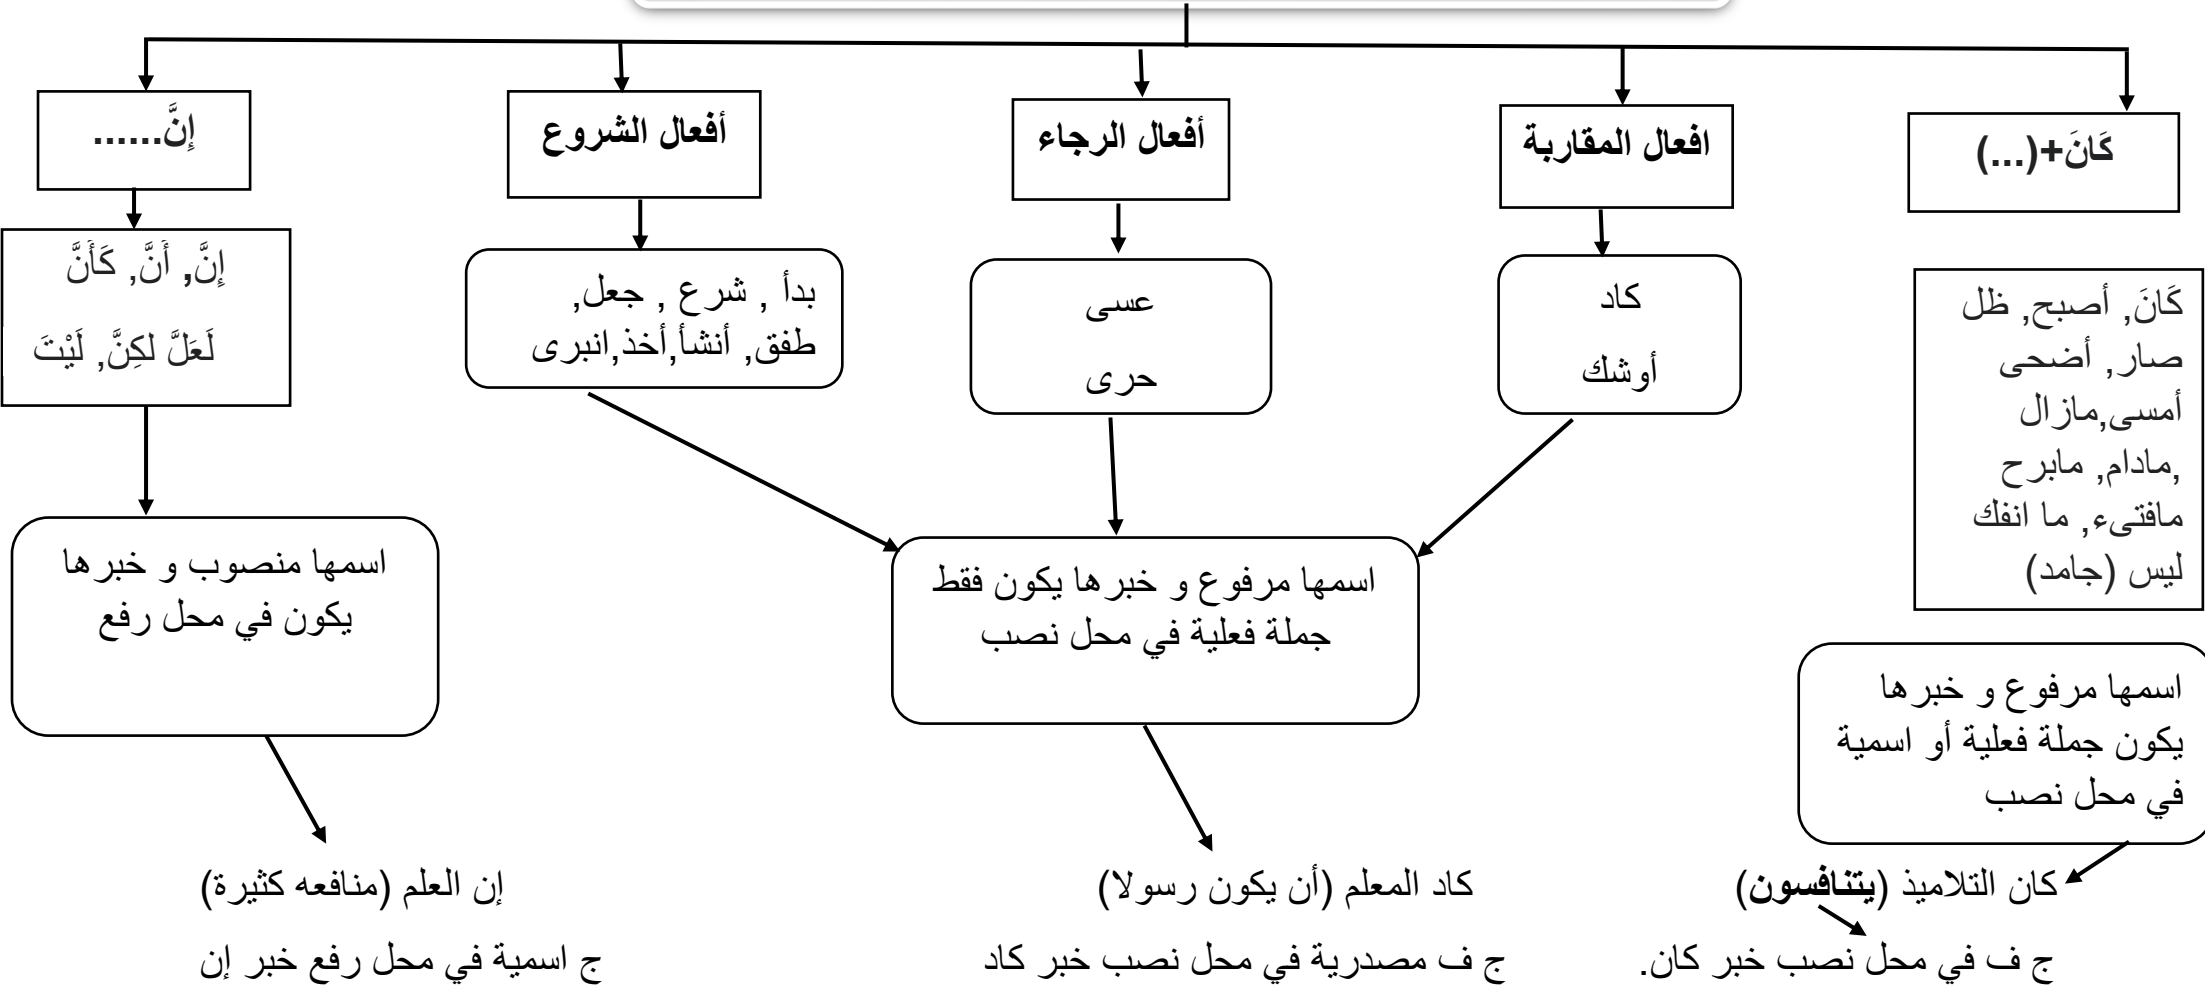 كَانَ+(...)
افعال المقاربة
أفعال الرجاء
أفعال الشروع
إِنَّ......
كَانَ, أصبح, ظل
صار, أضحى
أمسى,مازال
,مادام, مابرح
مافتىء, ما انفك
ليس (جامد)
كاد
أوشك
عسى
حرى
بدأ , شرع , جعل,
طفق, أنشأ,أخذ,انبرى
إِنَّ, أَنَّ, كَأَنَّ
لَعَلَّ لكِنَّ, لَيْتَ
اسمها مرفوع و خبرها
يكون جملة فعلية أو اسمية
في محل نصب
اسمها مرفوع و خبرها يكون فقط
جملة فعلية في محل نصب
اسمها منصوب و خبرها
يكون في محل رفع
كان التلاميذ (يتنافسون)
ج ف في محل نصب خبر كان.
كاد المعلم (أن يكون رسولا)
ج ف مصدرية في محل نصب خبر كاد
إن العلم (منافعه كثيرة)
ج اسمية في محل رفع خبر إن